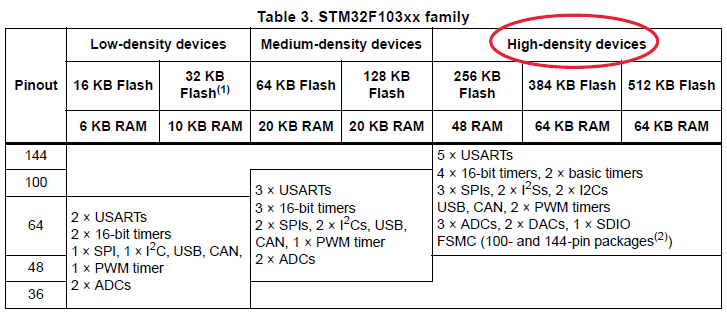 Table 3. STM32F103xx family
Pinout
Low-density devices
Medium-density devices
High-density devices
16 KB Flash
32 KB
Flash(1)
64 KB Flash
128 KB
Flash
256 KB
Flash
384 KB Flash
512 KB Flash
6 KB RAM
10 KB RAM
20 KB RAM
20 KB RAM
48 RAM
64 KB RAM
64 KB RAM
144
100
64
48
36
2 × USARTs
2 × 16-bit timers
1 × SPI, 1 × I2C, USB, CAN,
1 × PWM timer
2 × ADCs
3 × USARTs
3 × 16-bit timers
2 × SPIs, 2 × I2Cs, USB,
CAN, 1 × PWM timer
2 × ADCs
5 × USARTs
4 × 16-bit timers, 2 × basic timers
3 × SPIs, 2 × I2Ss, 2 × I2Cs
USB, CAN, 2 × PWM timers
3 × ADCs, 2 × DACs, 1 × SDIO
FSMC (100- and 144-pin packages(2))